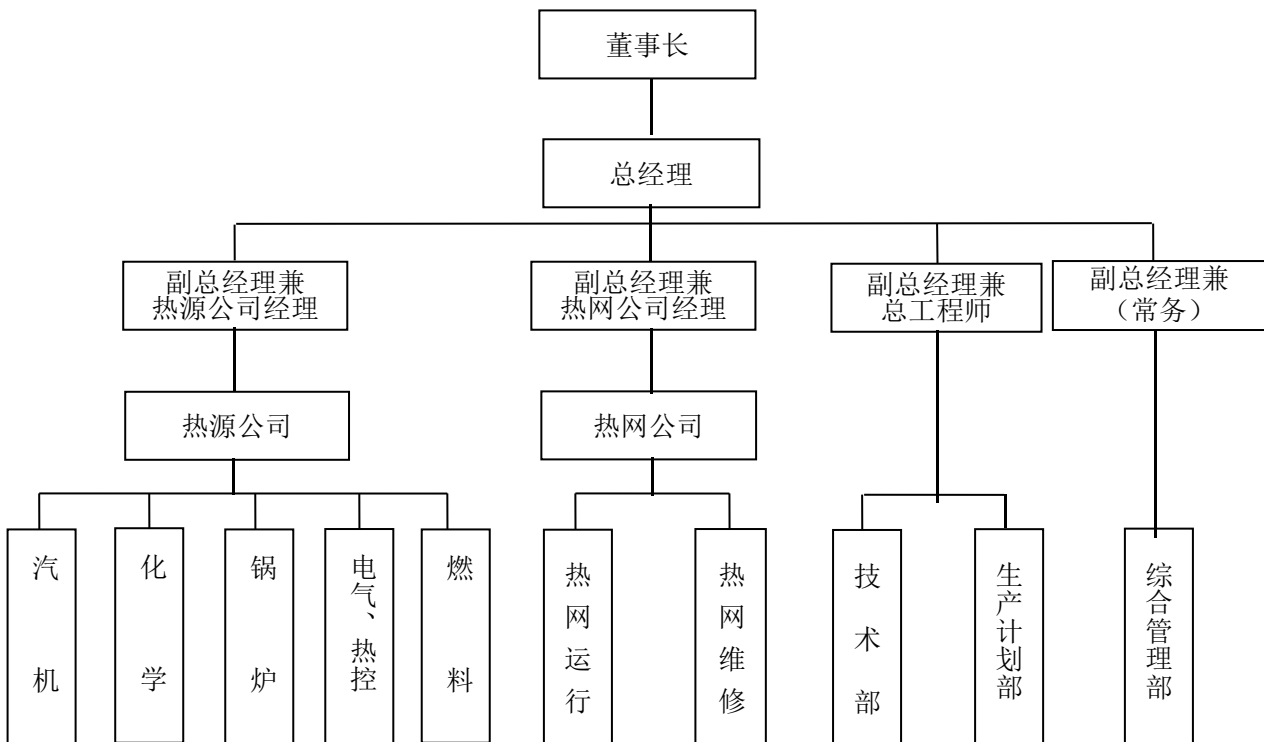 董事长
总经理
副总经理兼
热源公司经理
副总经理兼
热网公司经理
副总经理兼
总工程师
副总经理兼
（常务）
热源公司
热网公司
汽机
化学
锅炉
电气、热控
燃料
热网运行
热网维修
技术部
生产计划部
综合管理部